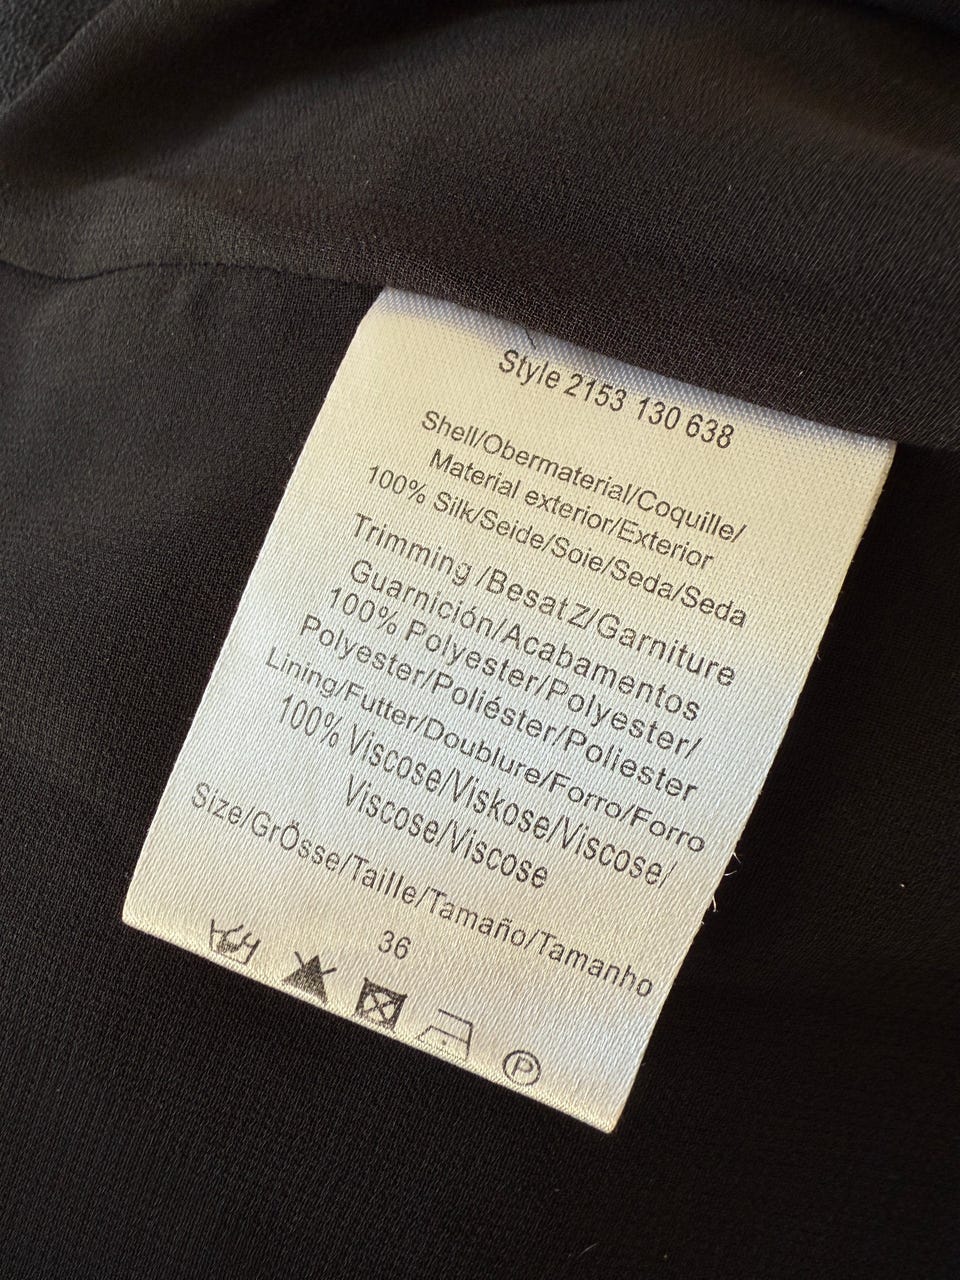 Style 2153 130 638
Shell/Obermaterial/Coquille/
Material exterior/Exterior
100% Silk/Seide/Soie/Seda/Seda
Trimming /BesatZ/Garniture
Guarnición/Acabamentos
100% Polyester/Polyester/
Polyester/Poliéster/Poliester
Lining/Futter/Doublure/Forro/Forro
100% Viscose/Viskose/Viscose/
Viscose/Viscose
Size/GrÖsse/Taille/Tamaño/Tamanho
36
P